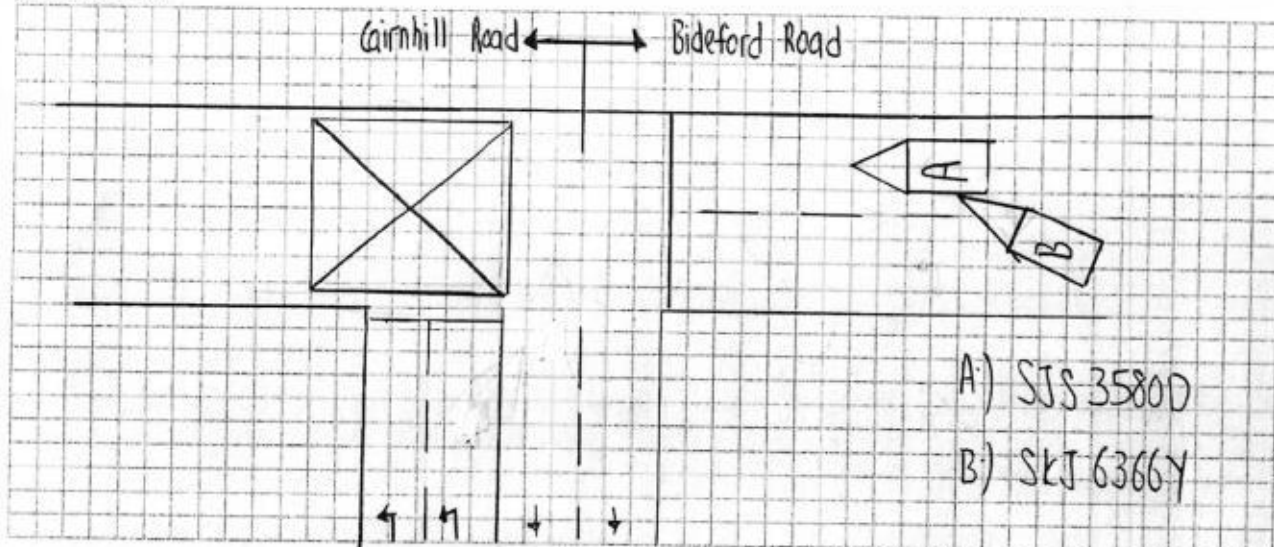 Cairnhill Road Bideford Road
A
B
A) SJS 3580D
B) SKJ 6366Y